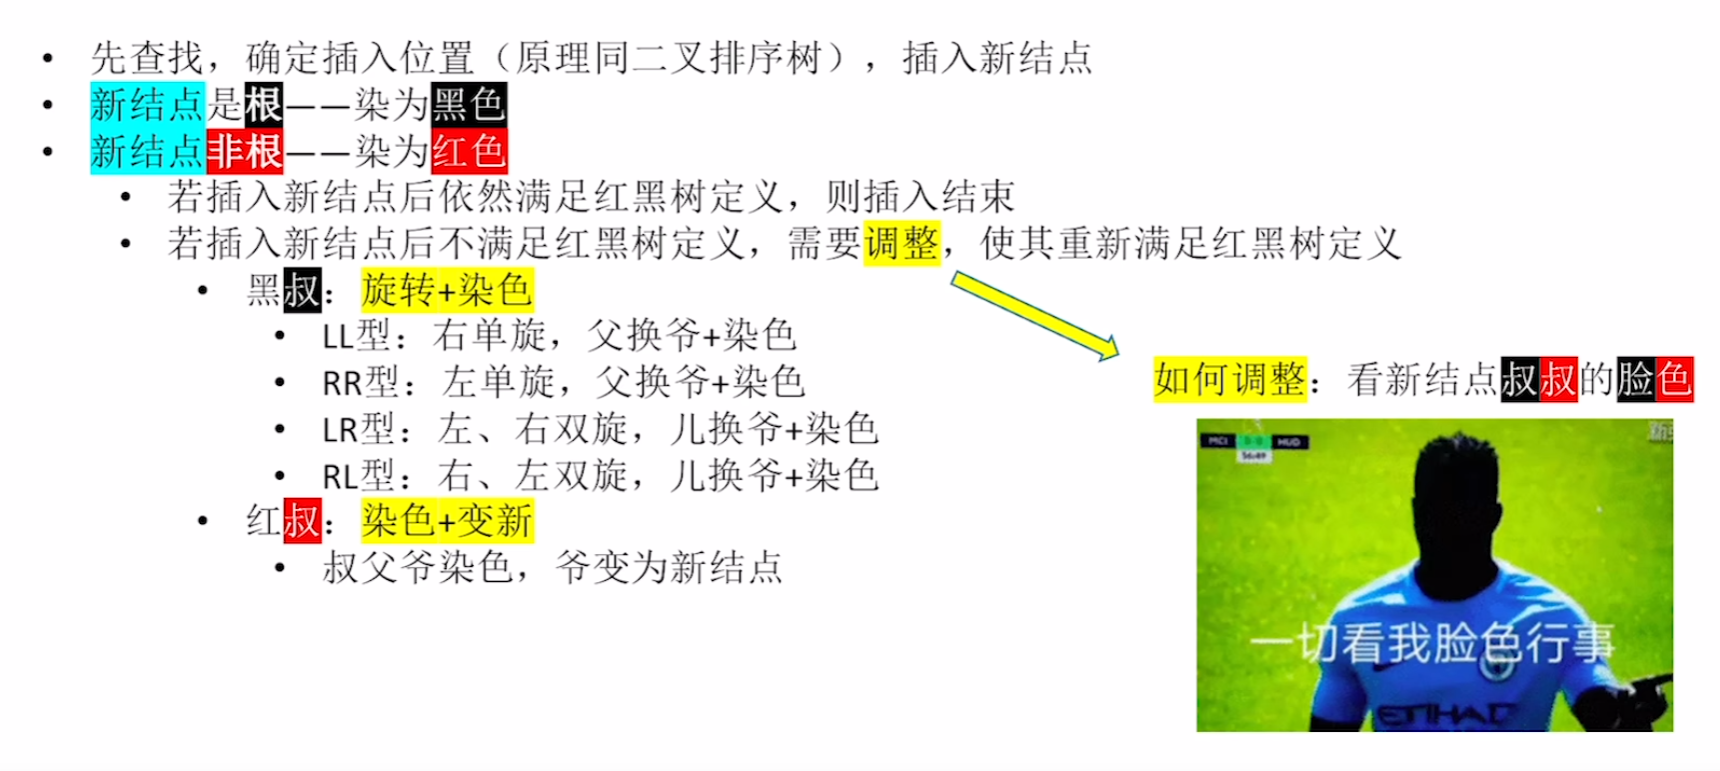 • 先查找，确定插入位置（原理同二叉排序树），插入新结点
• 新结点是根——染为黑色
• 新结点非根——染为红色
• 若插入新结点后依然满足红黑树定义，则插入结束
• 若插入新结点后不满足红黑树定义，需要调整，使其重新满足红黑树定义
• 黑叔：旋转+染色
• LL型：右单旋，父换爷+染色
• RR型：左单旋，父换爷+染色
• LR型：左、右双旋，儿换爷+染色
• RL型：右、左双旋，儿换爷+染色
• 红叔：染色+变新
• 叔父爷染色，爷变为新结点
如何调整：看新结点叔叔的脸色
MCI 0-0 HUD
56:49
一切看我脸色行事
ETIHAD